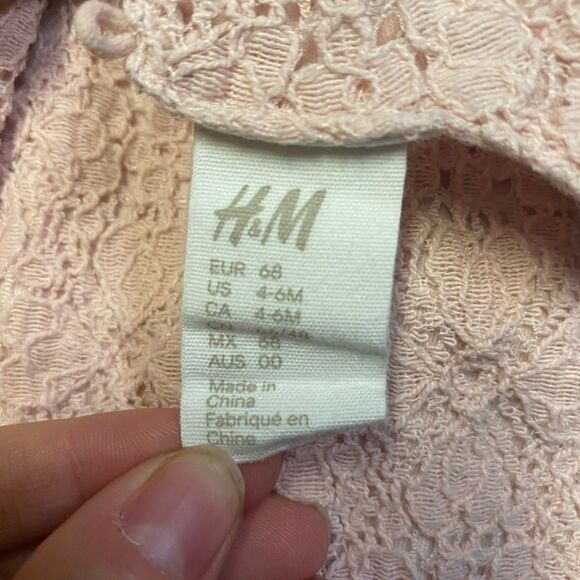 H&M
EUR 68
US 4-6M
CA 4-6M
MX 68
AUS 00
Made in
China
Fabriqué en
Chine